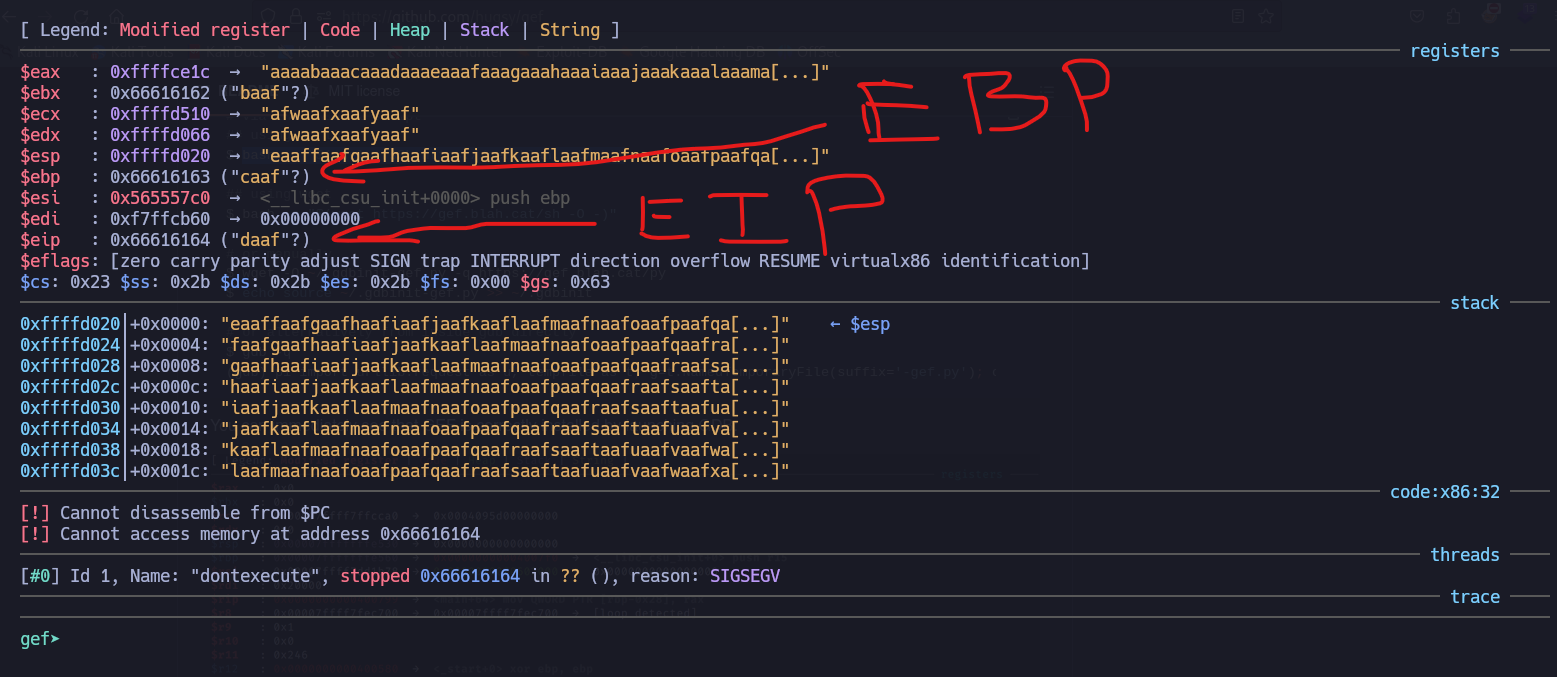 [ Legend: Modified register | Code | Heap | Stack | String ]
registers
$eax : 0xffffce1c → "aaaabaaacaaadaaaeaaafaaagaaahaaaiaaajaaakaaalaaama[...]"
$ebx : 0x66616162 ("baaf"?)
$ecx : 0xffffd510 → "afwaafxaafyaaf"
$edx : 0xffffd066 → "afwaafxaafyaaf"
$esp : 0xffffd020 → "eaaffaafgaafhaafiaafjaafkaaflaafmaafnaafoaafpaafqa[...]"
$ebp : 0x66616163 ("caaf"?)
EBP
$esi : 0x565557c0 → <__libc_csu_init+0000> push ebp
$edi : 0xf7ffcb60 → 0x00000000
EIP
$eip : 0x66616164 ("daaf"?)
$eflags: [zero carry parity adjust SIGN trap INTERRUPT direction overflow RESUME virtualx86 identification]
$cs: 0x23 $ss: 0x2b $ds: 0x2b $es: 0x2b $fs: 0x00 $gs: 0x63
stack
0xffffd020│+0x0000: "eaaffaafgaafhaafiaafjaafkaaflaafmaafnaafoaafpaafqa[...]" ← $esp
0xffffd024│+0x0004: "faafgaafhaafiaafjaafkaaflaafmaafnaafoaafpaafqaafra[...]"
0xffffd028│+0x0008: "gaafhaafiaafjaafkaaflaafmaafnaafoaafpaafqaafraafsa[...]"
0xffffd02c│+0x000c: "haafiaafjaafkaaflaafmaafnaafoaafpaafqaafraafsaafta[...]"
0xffffd030│+0x0010: "iaafjaafkaaflaafmaafnaafoaafpaafqaafraafsaaftaafua[...]"
0xffffd034│+0x0014: "jaafkaaflaafmaafnaafoaafpaafqaafraafsaaftaafuaafva[...]"
0xffffd038│+0x0018: "kaaflaafmaafnaafoaafpaafqaafraafsaaftaafuaafvaafwa[...]"
0xffffd03c│+0x001c: "laafmaafnaafoaafpaafqaafraafsaaftaafuaafvaafwaafxa[...]"
code:x86:32
[!] Cannot disassemble from $PC
[!] Cannot access memory at address 0x66616164
threads
[#0] Id 1, Name: "dontexecute", stopped 0x66616164 in ?? (), reason: SIGSEGV
trace
gef➤